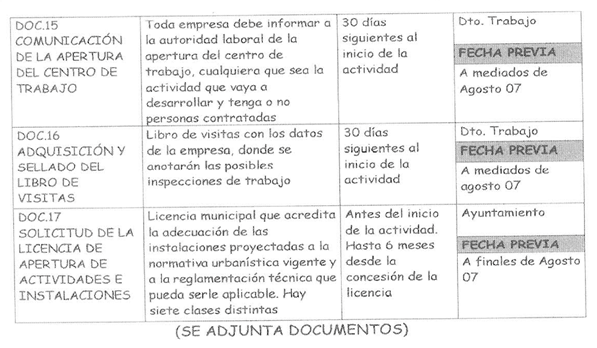 DOC.15
COMUNICACIÓN
DE LA APERTURA
DEL CENTRO DE
TRABAJO
Toda empresa debe informar a
la autoridad laboral de la
apertura del centro de
trabajo, cualquiera que sea la
actividad que vaya a
desarrollar y tenga o no
personas contratadas
30 días
siguientes al
inicio de la
actividad
Dto. Trabajo
FECHA PREVIA
A mediados de
Agosto 07
DOC.16
ADQUISICIÓN Y
SELLADO DEL
LIBRO DE
VISITAS
Libro de visitas con los datos
de la empresa, donde se
anotarán las posibles
inspecciones de trabajo
30 días
siguientes al
inicio de la
actividad
Dto. Trabajo
FECHA PREVIA
A mediados de
agosto 07
DOC.17
SOLICITUD DE LA
LICENCIA DE
APERTURA DE
ACTIVIDADES E
INSTALACIONES
Licencia municipal que acredita
la adecuación de las
instalaciones proyectadas a la
normativa urbanística vigente y
a la reglamentación técnica que
pueda serle aplicable. Hay
siete clases distintas
Antes del inicio
de la actividad.
Hasta 6 meses
desde la
concesión de la
licencia
Ayuntamiento
FECHA PREVIA
A finales de Agosto
07
(SE ADJUNTA DOCUMENTOS)